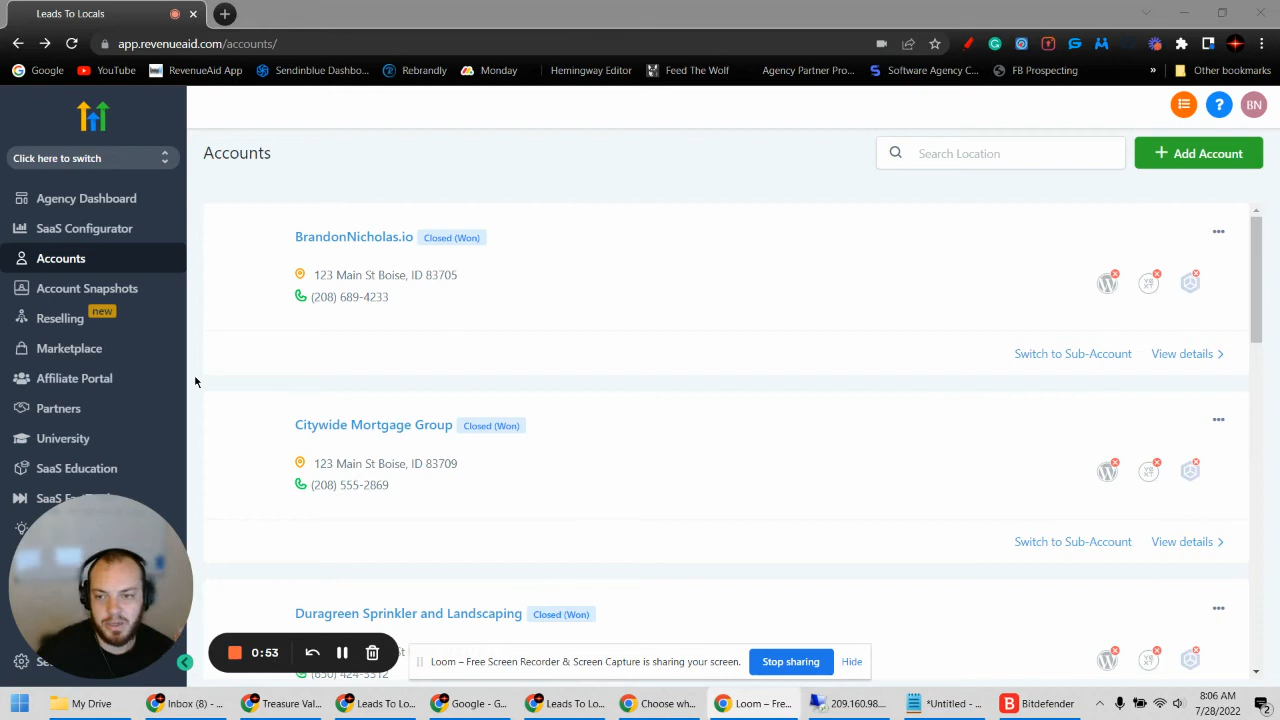 Leads To Locals
app.revenueaid.com/accounts/
Google
YouTube
RevenueAid App
Sendinblue Dashbo...
Rebrandly
Monday
Hemingway Editor
Feed The Wolf
Agency Partner Pro...
Software Agency C...
FB Prospecting
»
Other bookmarks
?
BN
Click here to switch
Accounts
Search Location
+ Add Account
Agency Dashboard
SaaS Configurator
Accounts
Account Snapshots
Reselling new
Marketplace
Affiliate Portal
Partners
University
SaaS Education
BrandonNicholas.io Closed (Won)
123 Main St Boise, ID 83705
(208) 689-4233
Switch to Sub-Account View details
Citywide Mortgage Group Closed (Won)
123 Main St Boise, ID 83709
(208) 555-2869
Switch to Sub-Account View details
Duragreen Sprinkler and Landscaping Closed (Won)
0:53
Loom – Free Screen Recorder & Screen Capture is sharing your screen.
Stop sharing
Hide
My Drive
Inbox (8) –...
Treasure Val...
Leads To Lo...
Google - G...
Leads To Lo...
Choose wh...
Loom – Fre...
209.160.98...
*Untitled -...
Bitdefender
8:06 AM
7/28/2022
2